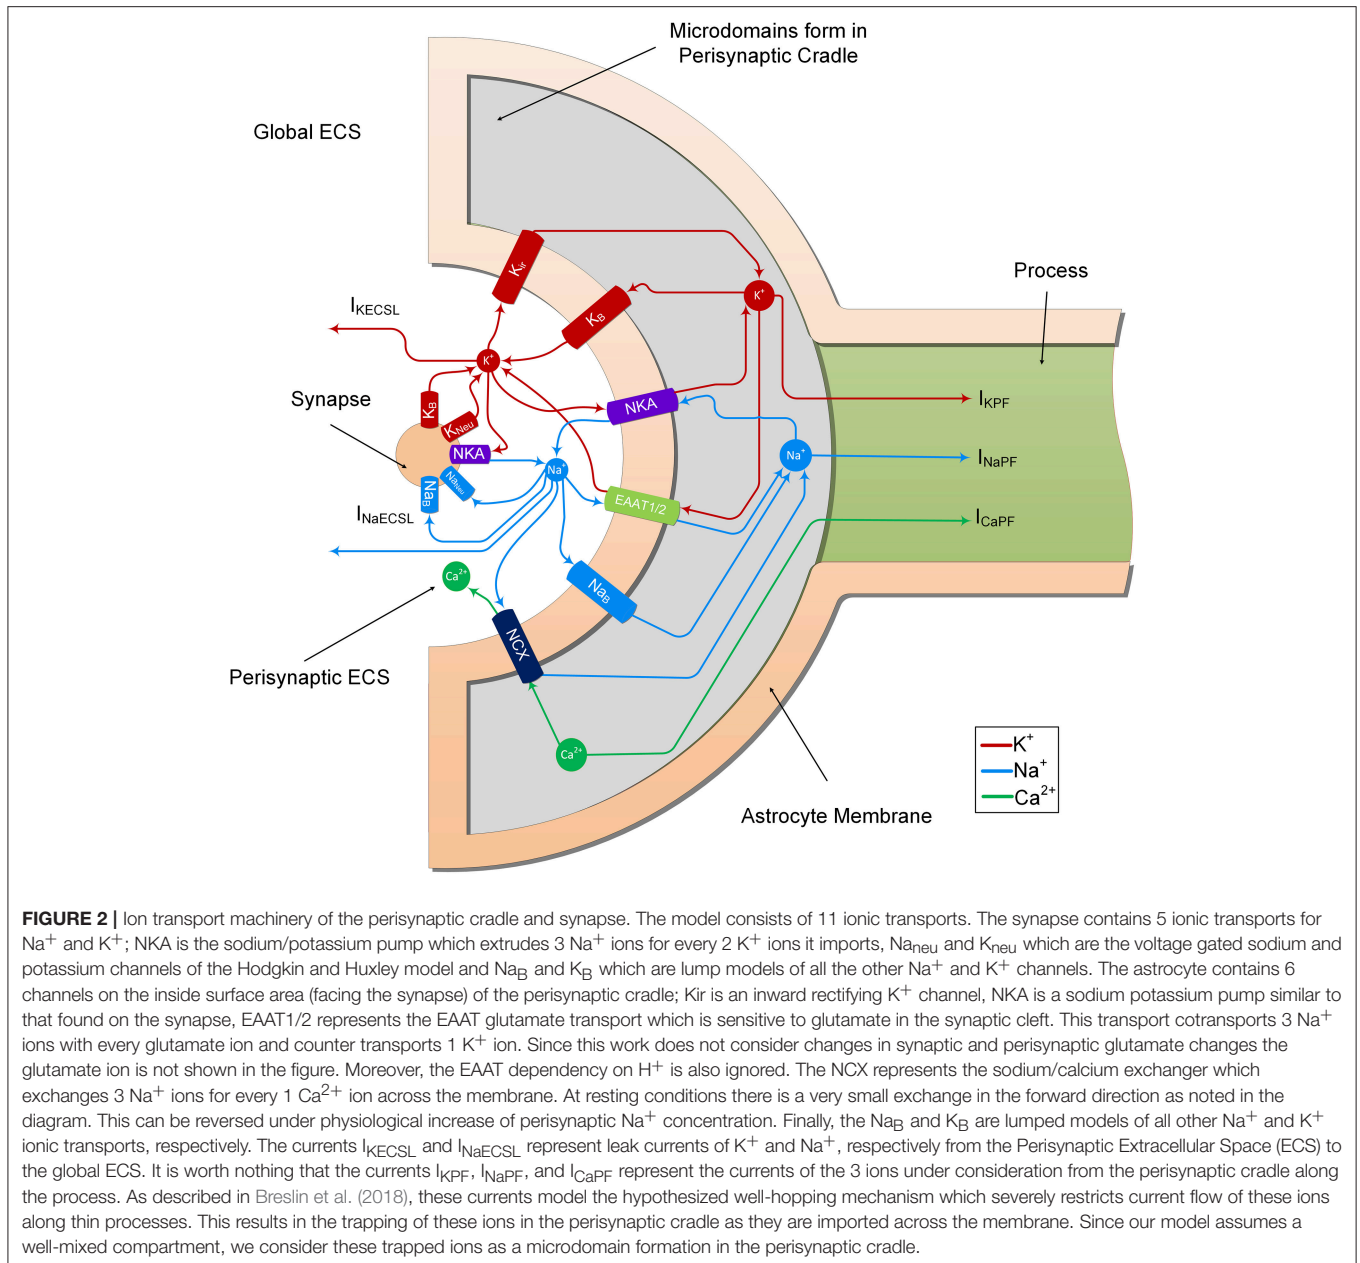 Microdomains form in
Perisynaptic Cradle
Global ECS
Process
Kir
KB
K+
IKECSL
K+
Synapse
KB
KNeu
NKA
NKA
IKPF
Na+
INaPF
Na+
NaNeu
NaB
EAAT1/2
INaECSL
ICaPF
Ca2+
NaB
NCX
Perisynaptic ECS
Ca2+
K+
Na+
Ca2+
Astrocyte Membrane
FIGURE 2 | Ion transport machinery of the perisynaptic cradle and synapse. The model consists of 11 ionic transports. The synapse contains 5 ionic transports for
Na+ and K+; NKA is the sodium/potassium pump which extrudes 3 Na+ ions for every 2 K+ ions it imports, Naneu and Kneu which are the voltage gated sodium and
potassium channels of the Hodgkin and Huxley model and NaB and KB which are lump models of all the other Na+ and K+ channels. The astrocyte contains 6
channels on the inside surface area (facing the synapse) of the perisynaptic cradle; Kir is an inward rectifying K+ channel, NKA is a sodium potassium pump similar to
that found on the synapse, EAAT1/2 represents the EAAT glutamate transport which is sensitive to glutamate in the synaptic cleft. This transport cotransports 3 Na+
ions with every glutamate ion and counter transports 1 K+ ion. Since this work does not consider changes in synaptic and perisynaptic glutamate changes the
glutamate ion is not shown in the figure. Moreover, the EAAT dependency on H+ is also ignored. The NCX represents the sodium/calcium exchanger which
exchanges 3 Na+ ions for every 1 Ca2+ ion across the membrane. At resting conditions there is a very small exchange in the forward direction as noted in the
diagram. This can be reversed under physiological increase of perisynaptic Na+ concentration. Finally, the NaB and KB are lumped models of all other Na+ and K+
ionic transports, respectively. The currents IKECSL and INaECSL represent leak currents of K+ and Na+, respectively from the Perisynaptic Extracellular Space (ECS) to
the global ECS. It is worth nothing that the currents IKPF, INaPF, and ICaPF represent the currents of the 3 ions under consideration from the perisynaptic cradle along
the process. As described in Breslin et al. (2018), these currents model the hypothesized well-hopping mechanism which severely restricts current flow of these ions
along thin processes. This results in the trapping of these ions in the perisynaptic cradle as they are imported across the membrane. Since our model assumes a
well-mixed compartment, we consider these trapped ions as a microdomain formation in the perisynaptic cradle.